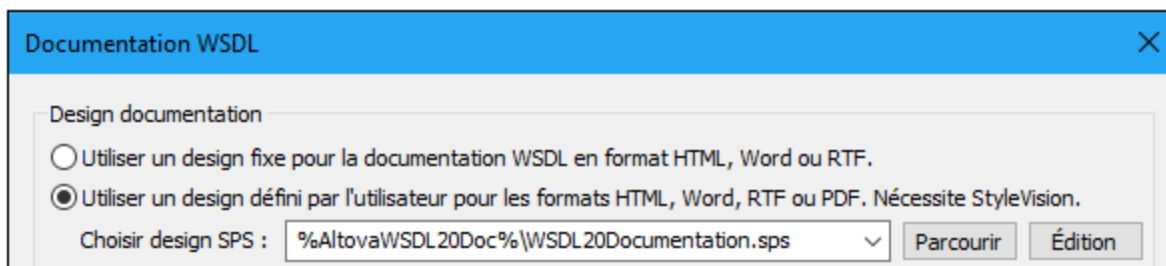 Documentation WSDL
Design documentation
Utiliser un design fixe pour la documentation WSDL en format HTML, Word ou RTF.
Utiliser un design défini par l'utilisateur pour les formats HTML, Word, RTF ou PDF. Nécessite StyleVision.
Choisir design SPS : %AltovaWSDL20Doc%\WSDL20Documentation.sps Parcourir Édition